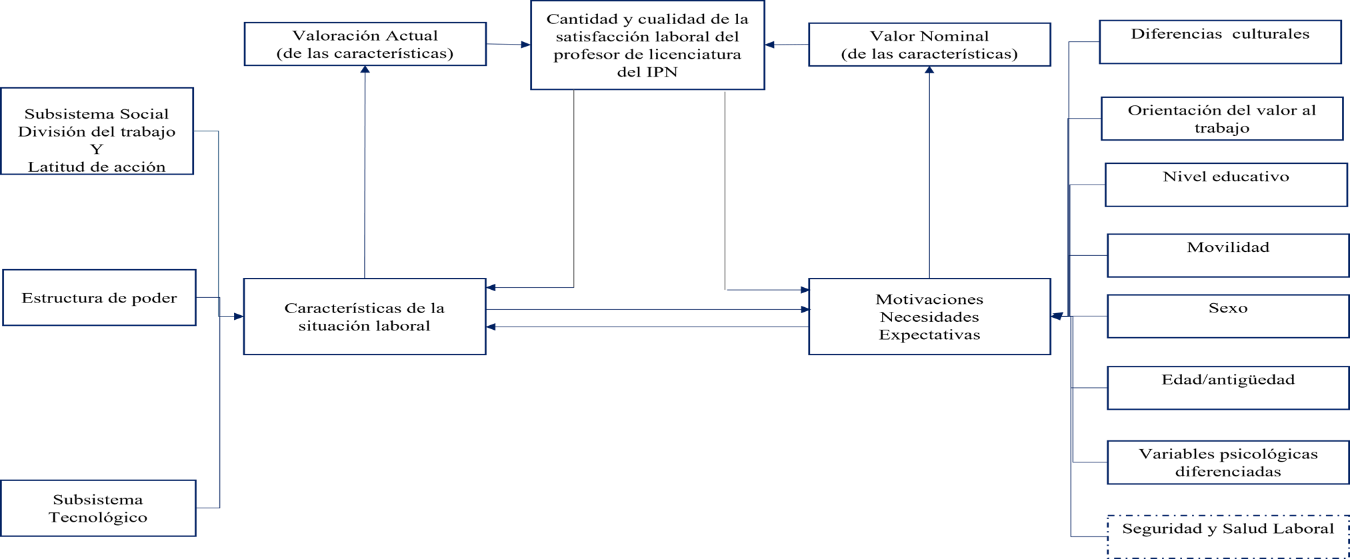 Valoración Actual
(de las características)
Cantidad y cualidad de la
satisfacción laboral del
profesor de licenciatura
del IPN
Valor Nominal
(de las características)
Diferencias culturales
Orientación del valor al
trabajo
Nivel educativo
Movilidad
Sexo
Edad/antigüedad
Variables psicológicas
diferenciadas
Seguridad y Salud Laboral
Subsistema Social
División del trabajo
Y
Latitud de acción
Estructura de poder
Subsistema
Tecnológico
Características de la
situación laboral
Motivaciones
Necesidades
Expectativas